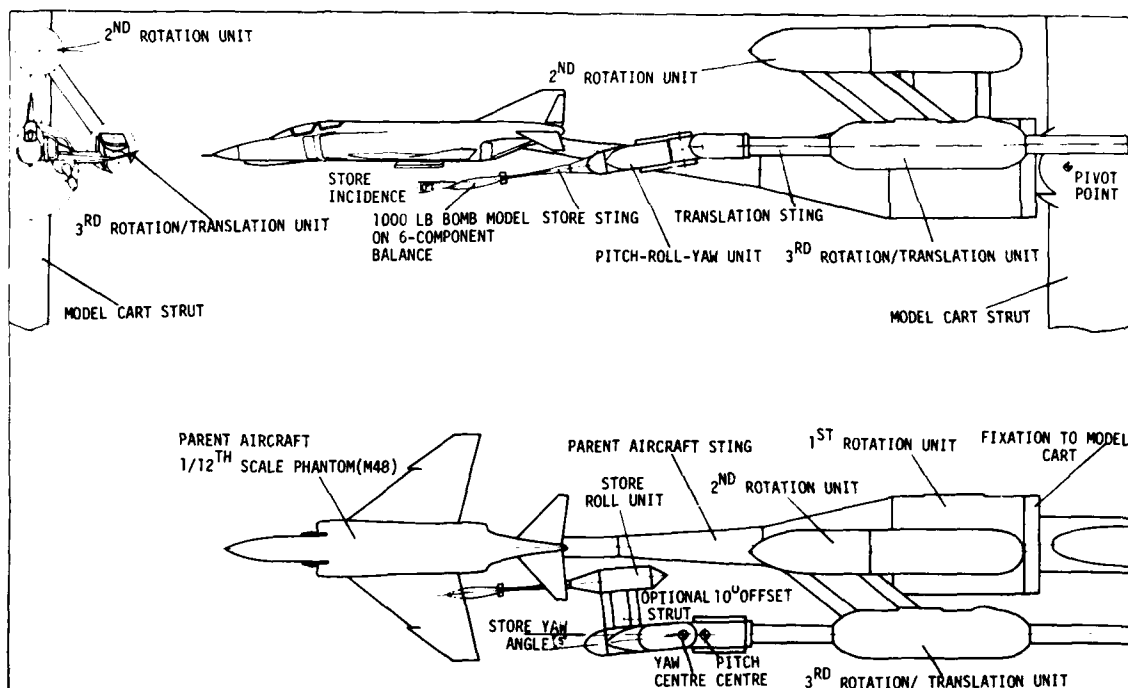 2ND ROTATION UNIT
2ND ROTATION UNIT
STORE
INCIDENCE
3RD ROTATION/TRANSLATION UNIT
1000 LB BOMB MODEL
ON 6-COMPONENT
BALANCE
STORE STING
TRANSLATION STING
PITCH-ROLL-YAW UNIT
3RD ROTATION/TRANSLATION UNIT
PIVOT
POINT
MODEL CART STRUT
MODEL CART STRUT
PARENT AIRCRAFT
1/12TH SCALE PHANTOM(M48)
PARENT AIRCRAFT STING
STORE
ROLL UNIT
1ST ROTATION UNIT
2ND ROTATION UNIT
FIXATION TO MODEL
CART
OPTIONAL 10° OFFSET
STRUT
STORE YAW
ANGLE
YAW
CENTRE
PITCH
CENTRE
3RD ROTATION/ TRANSLATION UNIT